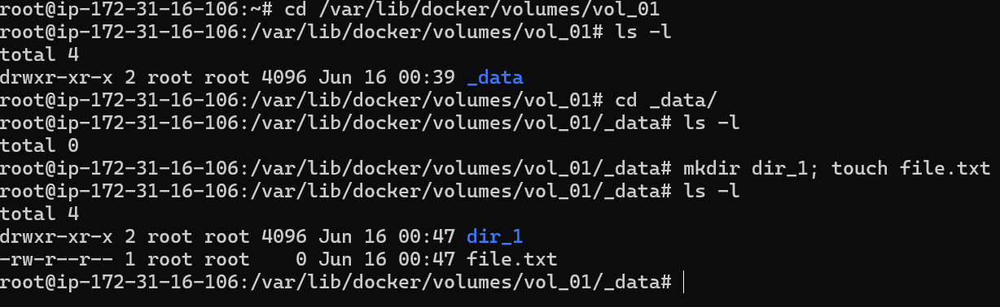 root@ip-172-31-16-106:~# cd /var/lib/docker/volumes/vol_01
root@ip-172-31-16-106:/var/lib/docker/volumes/vol_01# ls -l
total 4
drwxr-xr-x 2 root root 4096 Jun 16 00:39 _data
root@ip-172-31-16-106:/var/lib/docker/volumes/vol_01# cd _data/
root@ip-172-31-16-106:/var/lib/docker/volumes/vol_01/_data# ls -l
total 0
root@ip-172-31-16-106:/var/lib/docker/volumes/vol_01/_data# mkdir dir_1; touch file.txt
root@ip-172-31-16-106:/var/lib/docker/volumes/vol_01/_data# ls -l
total 4
drwxr-xr-x 2 root root 4096 Jun 16 00:47 dir_1
-rw-r--r-- 1 root root    0 Jun 16 00:47 file.txt
root@ip-172-31-16-106:/var/lib/docker/volumes/vol_01/_data#